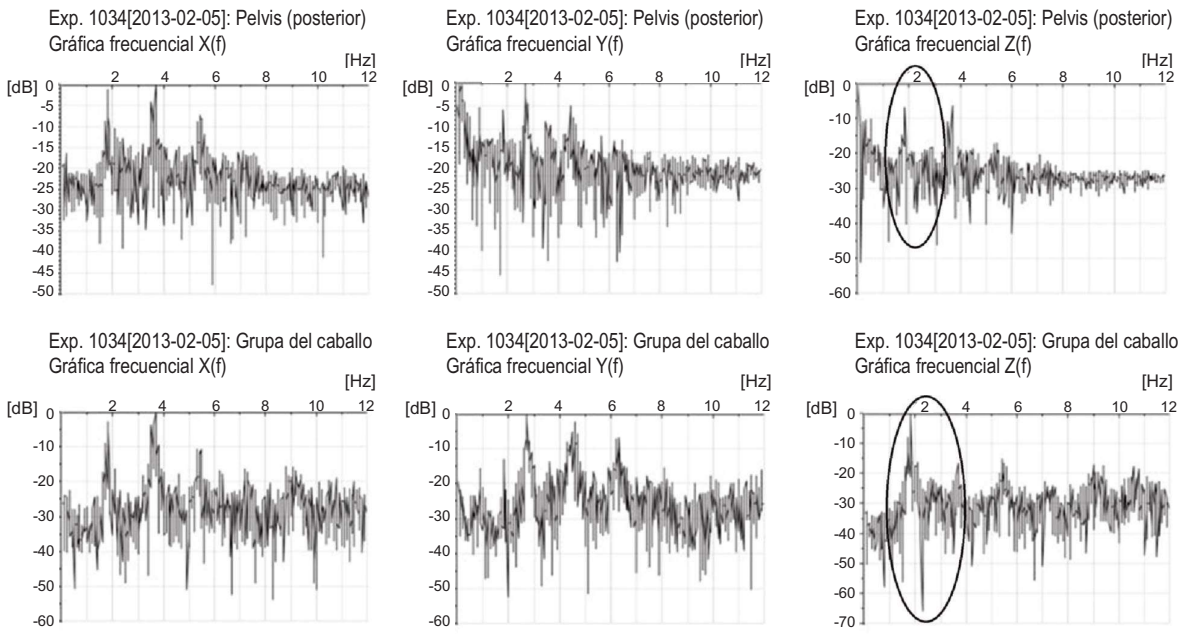 Exp. 1034[2013-02-05]: Pelvis (posterior)
Gráfica frecuencial X(f)
[Hz]
[dB]
2 4 6 8 10 12
0
-5
-10
-15
-20
-25
-30
-35
-40
-45
-50
Exp. 1034[2013-02-05]: Pelvis (posterior)
Gráfica frecuencial Y(f)
[Hz]
[dB]
2 4 6 8 10 12
0
-5
-10
-15
-20
-25
-30
-35
-40
-45
-50
Exp. 1034[2013-02-05]: Pelvis (posterior)
Gráfica frecuencial Z(f)
[Hz]
[dB]
2 4 6 8 10 12
0
-10
-20
-30
-40
-50
-60
Exp. 1034[2013-02-05]: Grupa del caballo
Gráfica frecuencial X(f)
[Hz]
[dB]
2 4 6 8 10 12
0
-10
-20
-30
-40
-50
-60
Exp. 1034[2013-02-05]: Grupa del caballo
Gráfica frecuencial Y(f)
[Hz]
[dB]
2 4 6 8 10 12
0
-10
-20
-30
-40
-50
-60
Exp. 1034[2013-02-05]: Grupa del caballo
Gráfica frecuencial Z(f)
[Hz]
[dB]
2 4 6 8 10 12
0
-10
-20
-30
-40
-50
-60
-70